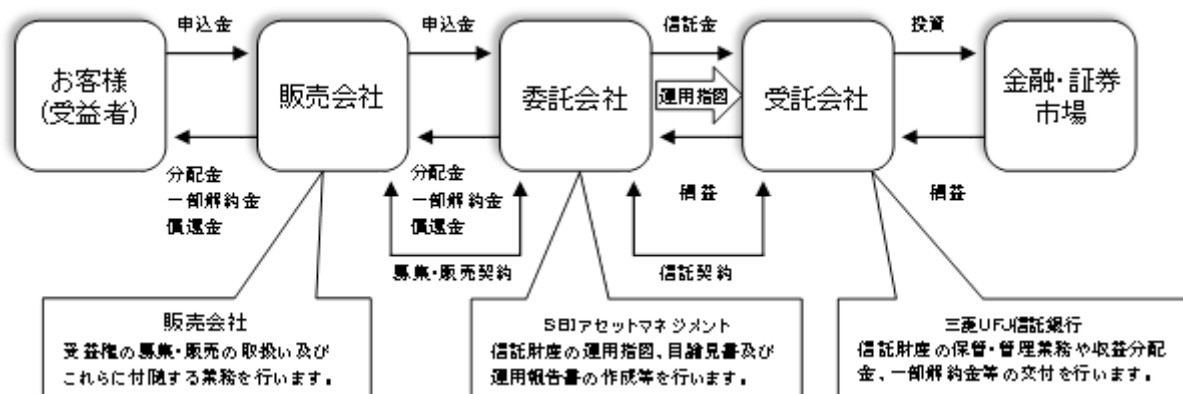 申込金
申込金
信託金
投資
お客様
(受益者)
販売会社
委託会社
運用指図
受託会社
金融・証券
市場
分配金
一部解約金
償還金
分配金
一部解約金
償還金
損益
損益
募集・販売契約
信託契約
販売会社
受益権の募集・販売の取扱い及び
これらに付随する業務を行います。
SBIアセットマネジメント
信託財産の運用指図、目論見書及び
運用報告書の作成等を行います。
三菱UFJ信託銀行
信託財産の保管・管理業務や収益分配
金、一部解約金等の交付を行います。